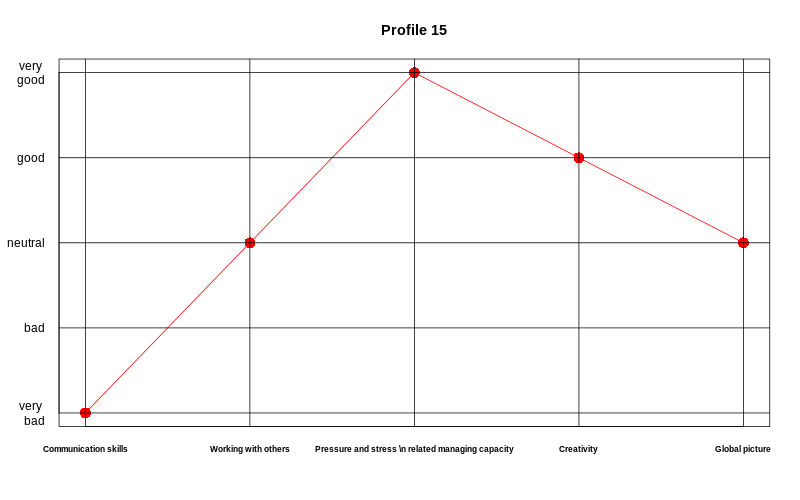 Profile 15
very
good
good
neutral
bad
very
bad
Communication skills
Working with others
Pressure and stress \n related managing capacity
Creativity
Global picture